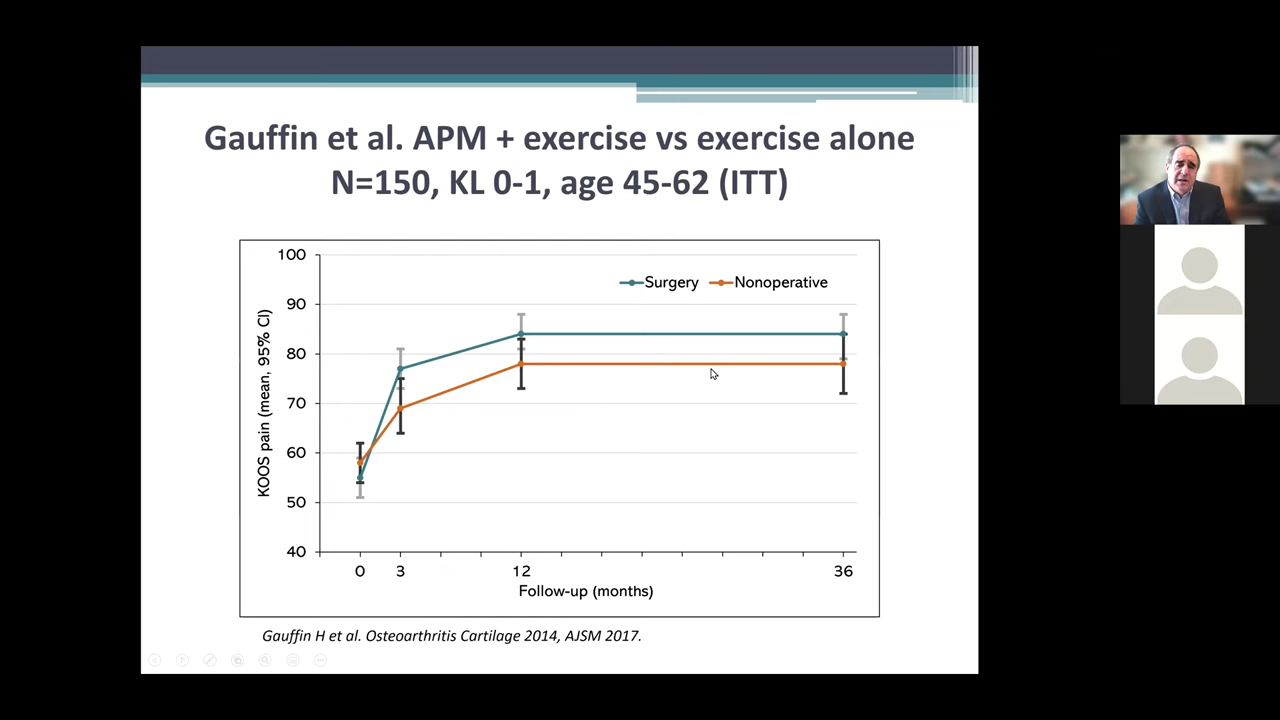 Gauffin et al. APM + exercise vs exercise alone
N=150, KL 0-1, age 45-62 (ITT)
100
90
80
70
60
50
40
KOOS pain (mean, 95% CI)
Surgery
Nonoperative
0 3 12 36
Follow-up (months)
Gauffin H et al. Osteoarthritis Cartilage 2014, AJSM 2017.